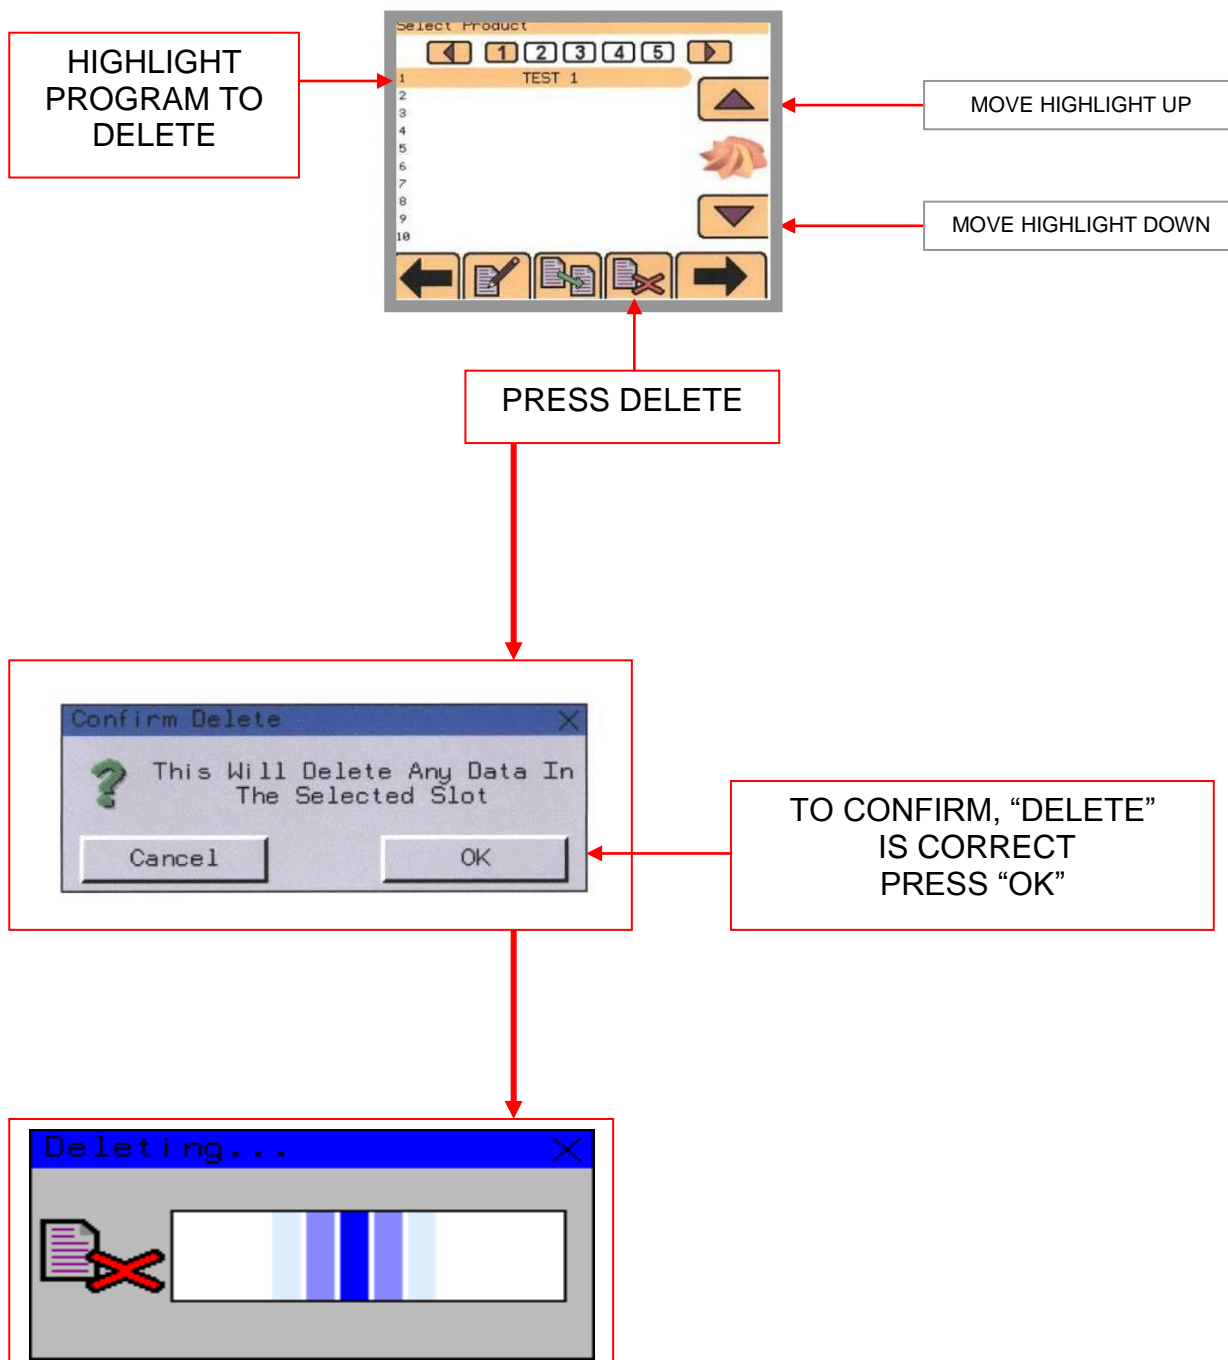 Select Product
HIGHLIGHT
PROGRAM TO
DELETE
1 2 3 4 5
1 TEST 1
2
3
4
5
6
7
8
9
10
MOVE HIGHLIGHT UP
MOVE HIGHLIGHT DOWN
PRESS DELETE
Confirm Delete
This Will Delete Any Data In
The Selected Slot
Cancel OK
TO CONFIRM, “DELETE”
IS CORRECT
PRESS “OK”
Deleting...